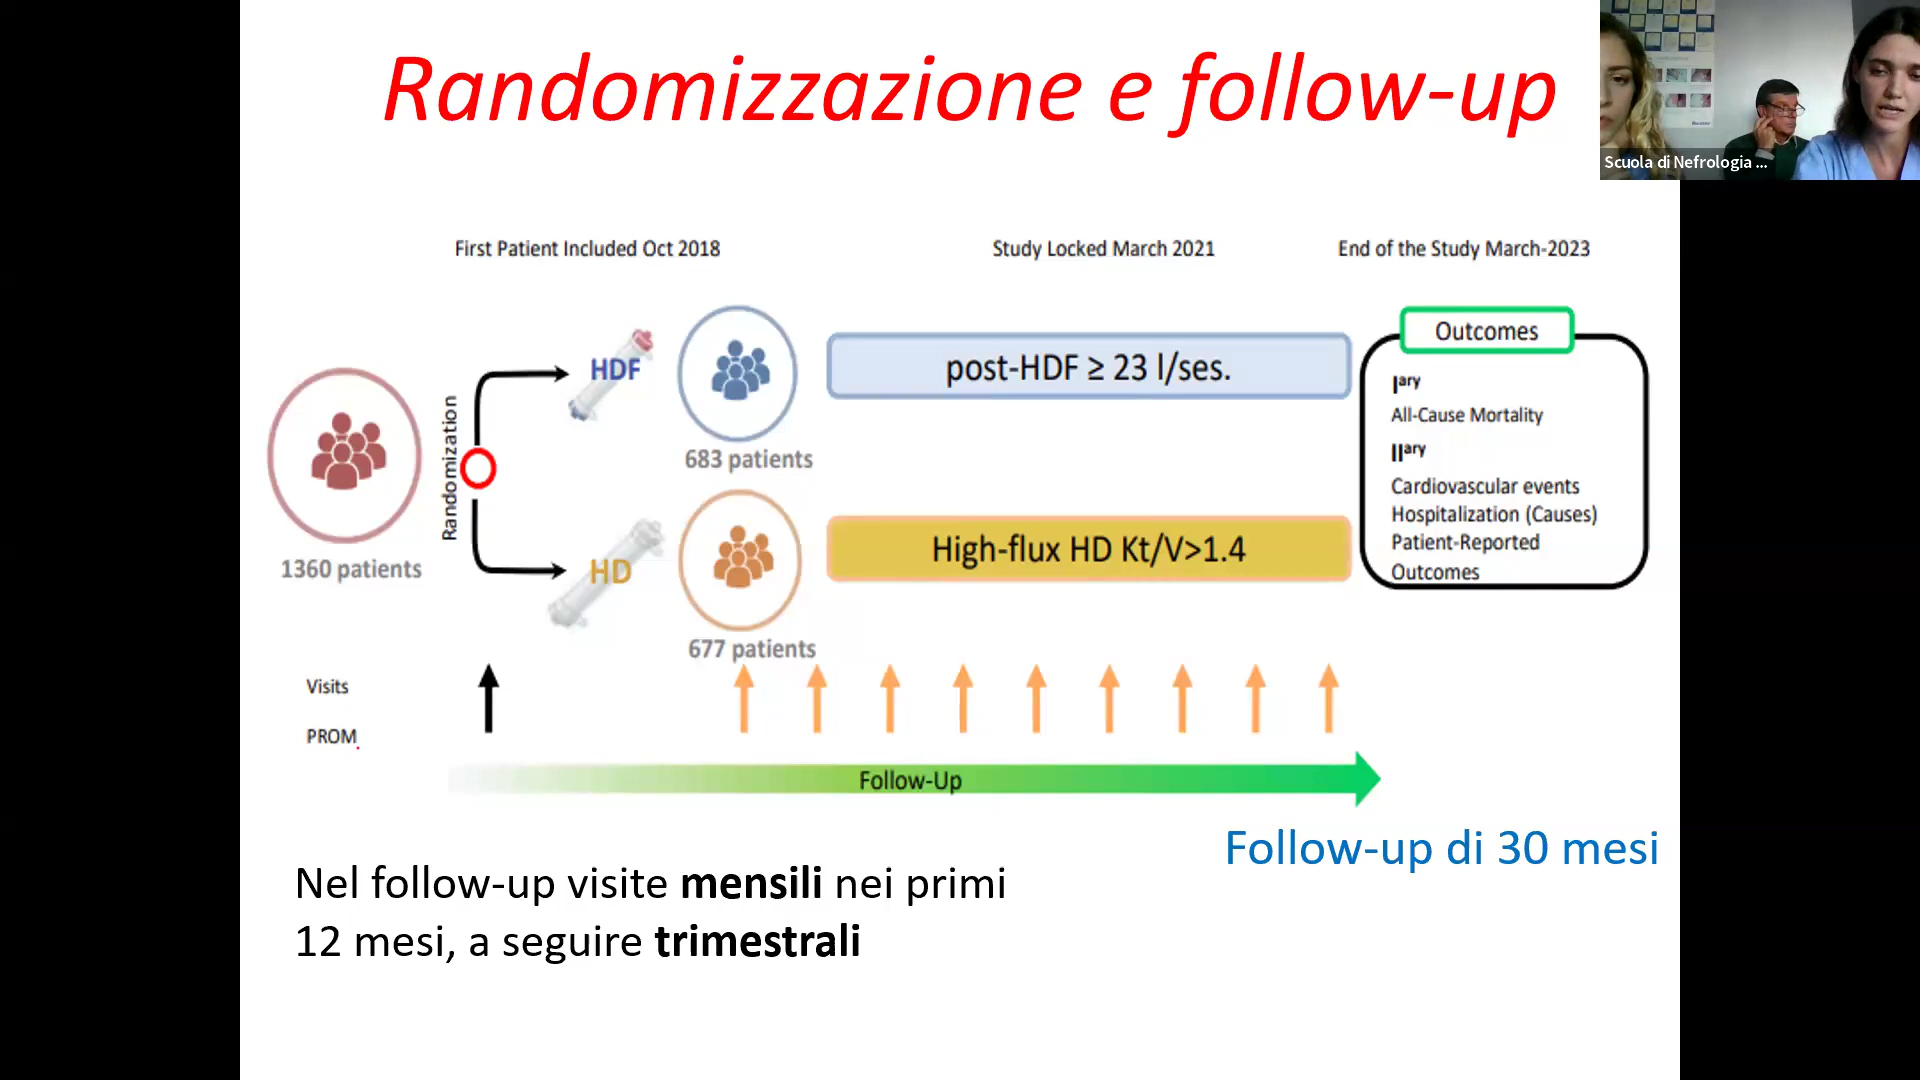 Randomizzazione e follow-up
Scuola di Nefrologia ...
First Patient Included Oct 2018
Study Locked March 2021
End of the Study March-2023
Outcomes
HDF
post-HDF ≥ 23 l/ses.
Iary
All-Cause Mortality
IIary
Randomization
683 patients
Cardiovascular events
Hospitalization (Causes)
Patient-Reported
Outcomes
1360 patients
HD
High-flux HD Kt/V>1.4
677 patients
Visits
PROM
Follow-Up
Follow-up di 30 mesi
Nel follow-up visite mensili nei primi
12 mesi, a seguire trimestrali